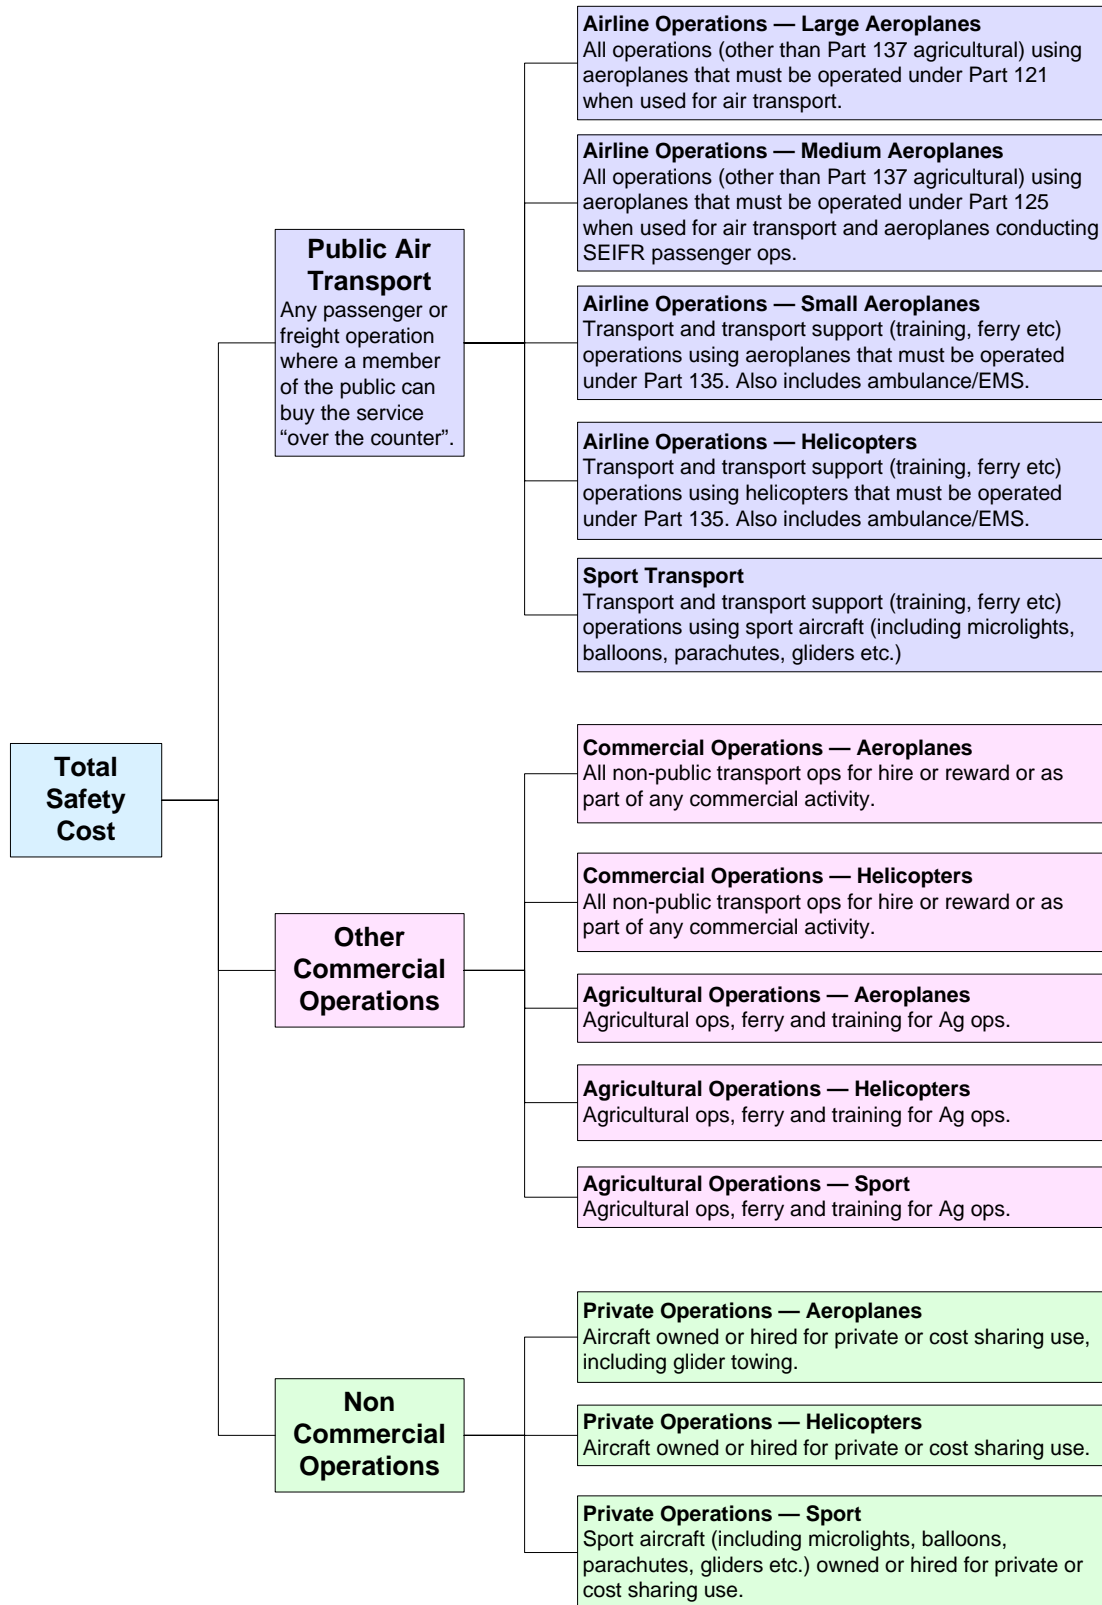 Total
Safety
Cost
Public Air
Transport
Any passenger or
freight operation
where a member
of the public can
buy the service
“over the counter”.
Airline Operations — Large Aeroplanes
All operations (other than Part 137 agricultural) using
aeroplanes that must be operated under Part 121
when used for air transport.
Airline Operations — Medium Aeroplanes
All operations (other than Part 137 agricultural) using
aeroplanes that must be operated under Part 125
when used for air transport and aeroplanes conducting
SEIFR passenger ops.
Airline Operations — Small Aeroplanes
Transport and transport support (training, ferry etc)
operations using aeroplanes that must be operated
under Part 135. Also includes ambulance/EMS.
Airline Operations — Helicopters
Transport and transport support (training, ferry etc)
operations using helicopters that must be operated
under Part 135. Also includes ambulance/EMS.
Sport Transport
Transport and transport support (training, ferry etc)
operations using sport aircraft (including microlights,
balloons, parachutes, gliders etc.)
Other
Commercial
Operations
Commercial Operations — Aeroplanes
All non-public transport ops for hire or reward or as
part of any commercial activity.
Commercial Operations — Helicopters
All non-public transport ops for hire or reward or as
part of any commercial activity.
Agricultural Operations — Aeroplanes
Agricultural ops, ferry and training for Ag ops.
Agricultural Operations — Helicopters
Agricultural ops, ferry and training for Ag ops.
Agricultural Operations — Sport
Agricultural ops, ferry and training for Ag ops.
Non
Commercial
Operations
Private Operations — Aeroplanes
Aircraft owned or hired for private or cost sharing use,
including glider towing.
Private Operations — Helicopters
Aircraft owned or hired for private or cost sharing use.
Private Operations — Sport
Sport aircraft (including microlights, balloons,
parachutes, gliders etc.) owned or hired for private or
cost sharing use.